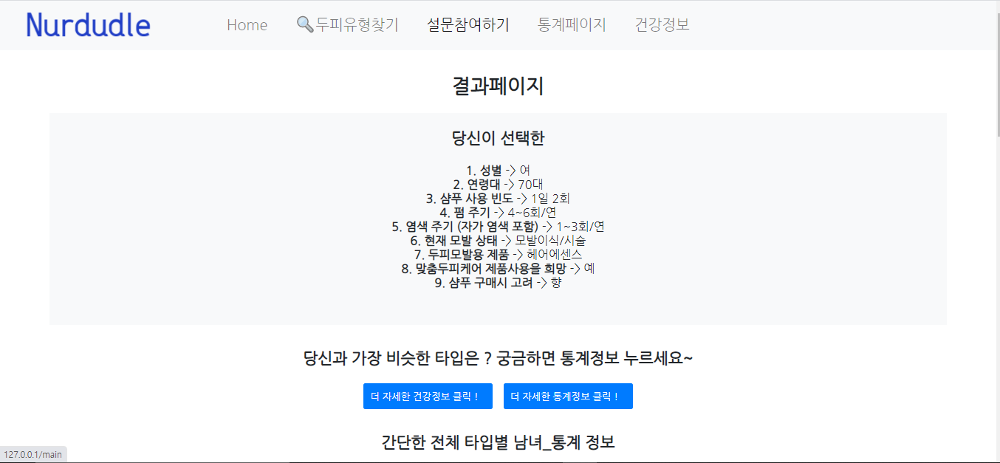 Nurdudle Home 두피유형찾기 설문참여하기 통계페이지 건강정보
결과페이지
당신이 선택한
1. 성별 -> 여
2. 연령대 -> 70대
3. 샴푸 사용 빈도 -> 1일 2회
4. 펌 주기 -> 4~6회/연
5. 염색 주기 (자가 염색 포함) -> 1~3회/연
6. 현재 모발 상태 -> 모발이식/시술
7. 두피모발용 제품 -> 헤어에센스
8. 맞춤두피케어 제품사용을 희망 -> 예
9. 샴푸 구매시 고려 -> 향
당신과 가장 비슷한 타입은 ? 궁금하면 통계정보 누르세요~
더 자세한 건강정보 클릭 ! 더 자세한 통계정보 클릭 !
간단한 전체 타입별 남녀_통계 정보
127.0.0.1/main